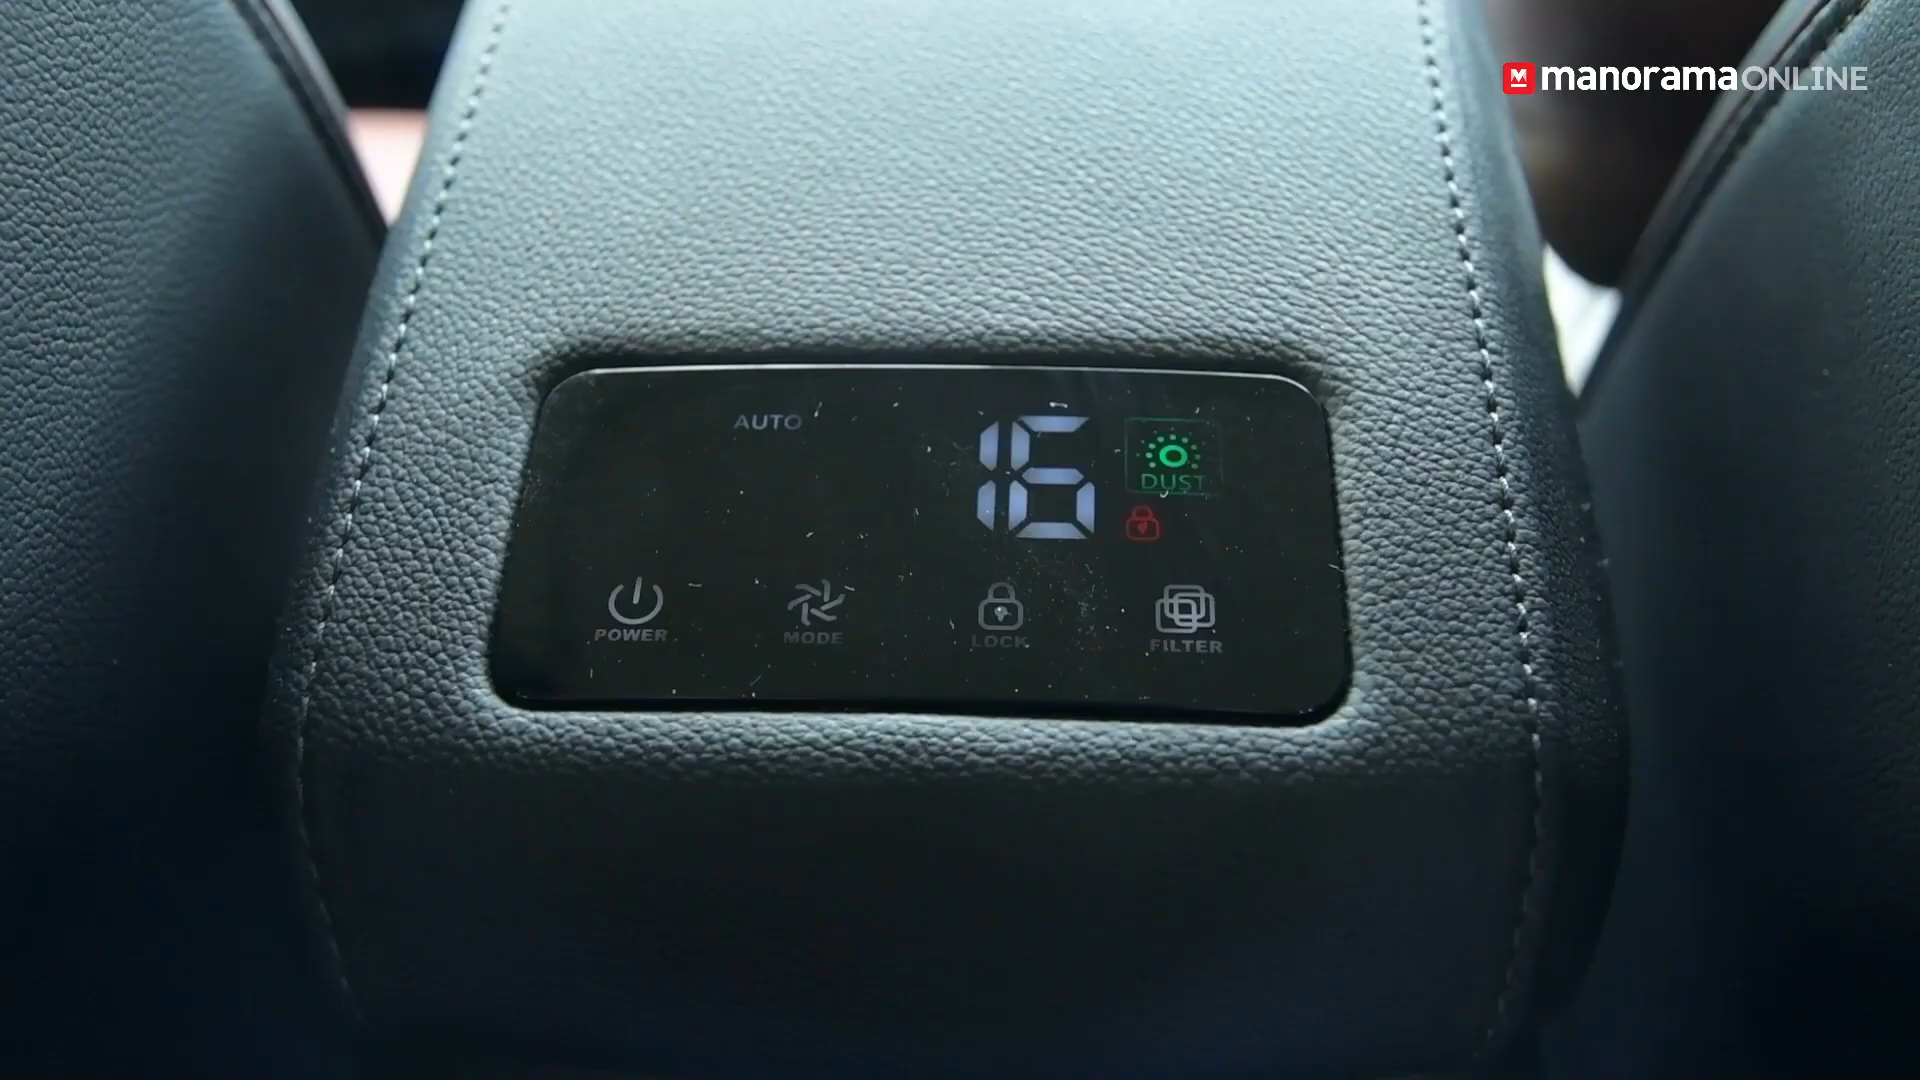 manoramaONLINE
AUTO
16
DUST
POWER
MODE
LOCK
FILTER